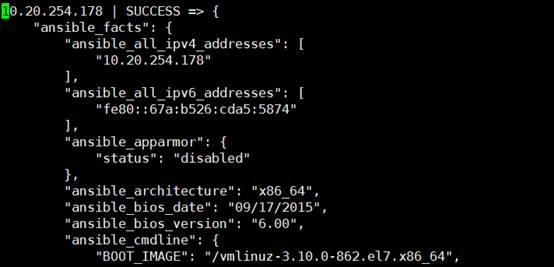 10.20.254.178 | SUCCESS => {
    "ansible_facts": {
        "ansible_all_ipv4_addresses": [
            "10.20.254.178"
        ],
        "ansible_all_ipv6_addresses": [
            "fe80::67a:b526:cda5:5874"
        ],
        "ansible_apparmor": {
            "status": "disabled"
        },
        "ansible_architecture": "x86_64",
        "ansible_bios_date": "09/17/2015",
        "ansible_bios_version": "6.00",
        "ansible_cmdline": {
            "BOOT_IMAGE": "/vmlinuz-3.10.0-862.el7.x86_64",